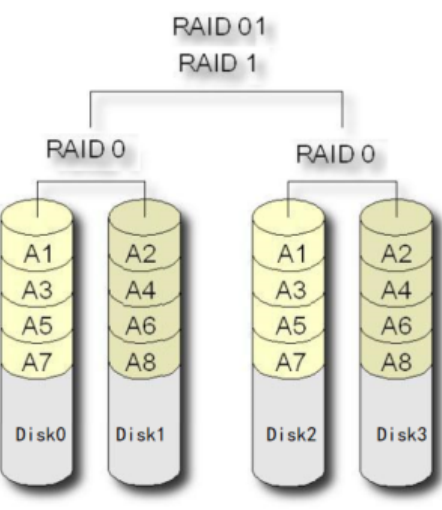 RAID 01
RAID 1
RAID 0 RAID 0
A1 A2 A1 A2
A3 A4 A3 A4
A5 A6 A5 A6
A7 A8 A7 A8
Disk0 Disk1 Disk2 Disk3